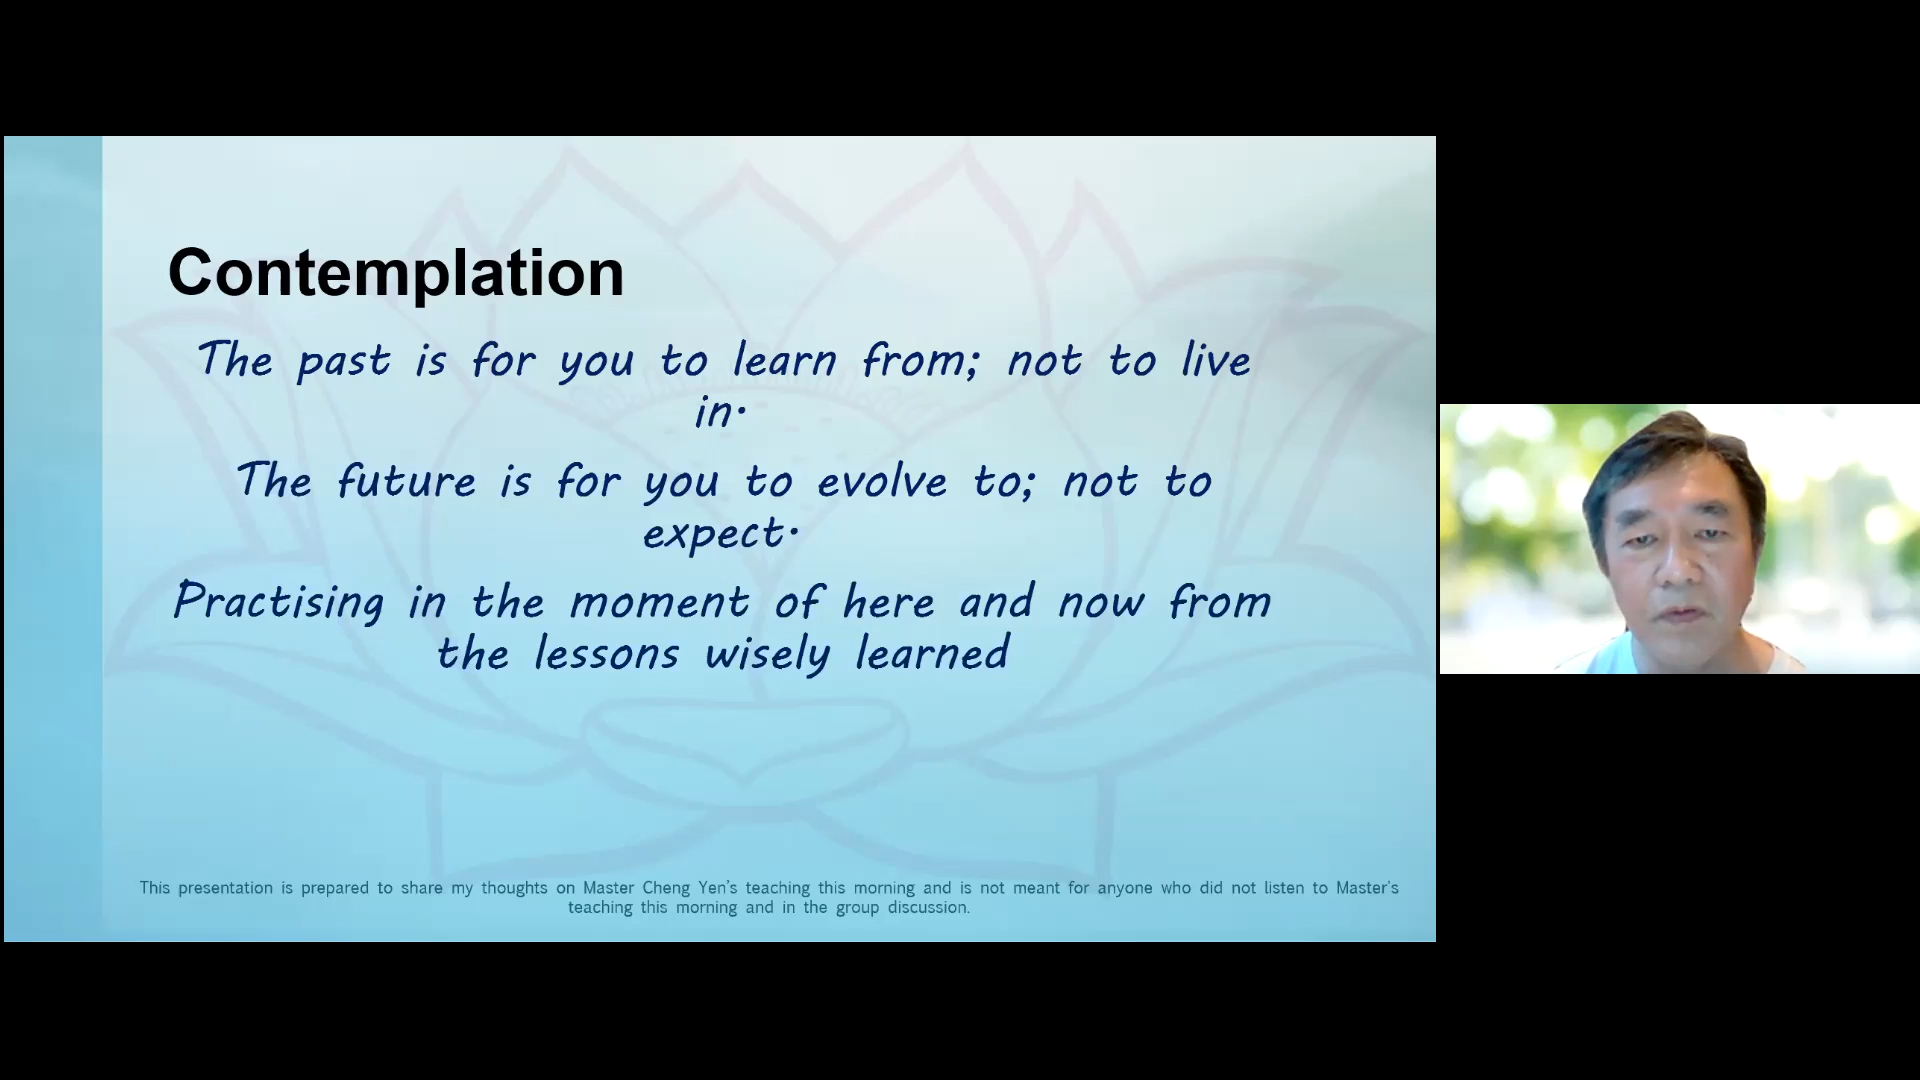 Contemplation
The past is for you to learn from; not to live
in.
The future is for you to evolve to; not to
expect.
Practising in the moment of here and now from
the lessons wisely learned
This presentation is prepared to share my thoughts on Master Cheng Yen's teaching this morning and is not meant for anyone who did not listen to Master's
teaching this morning and in the group discussion.